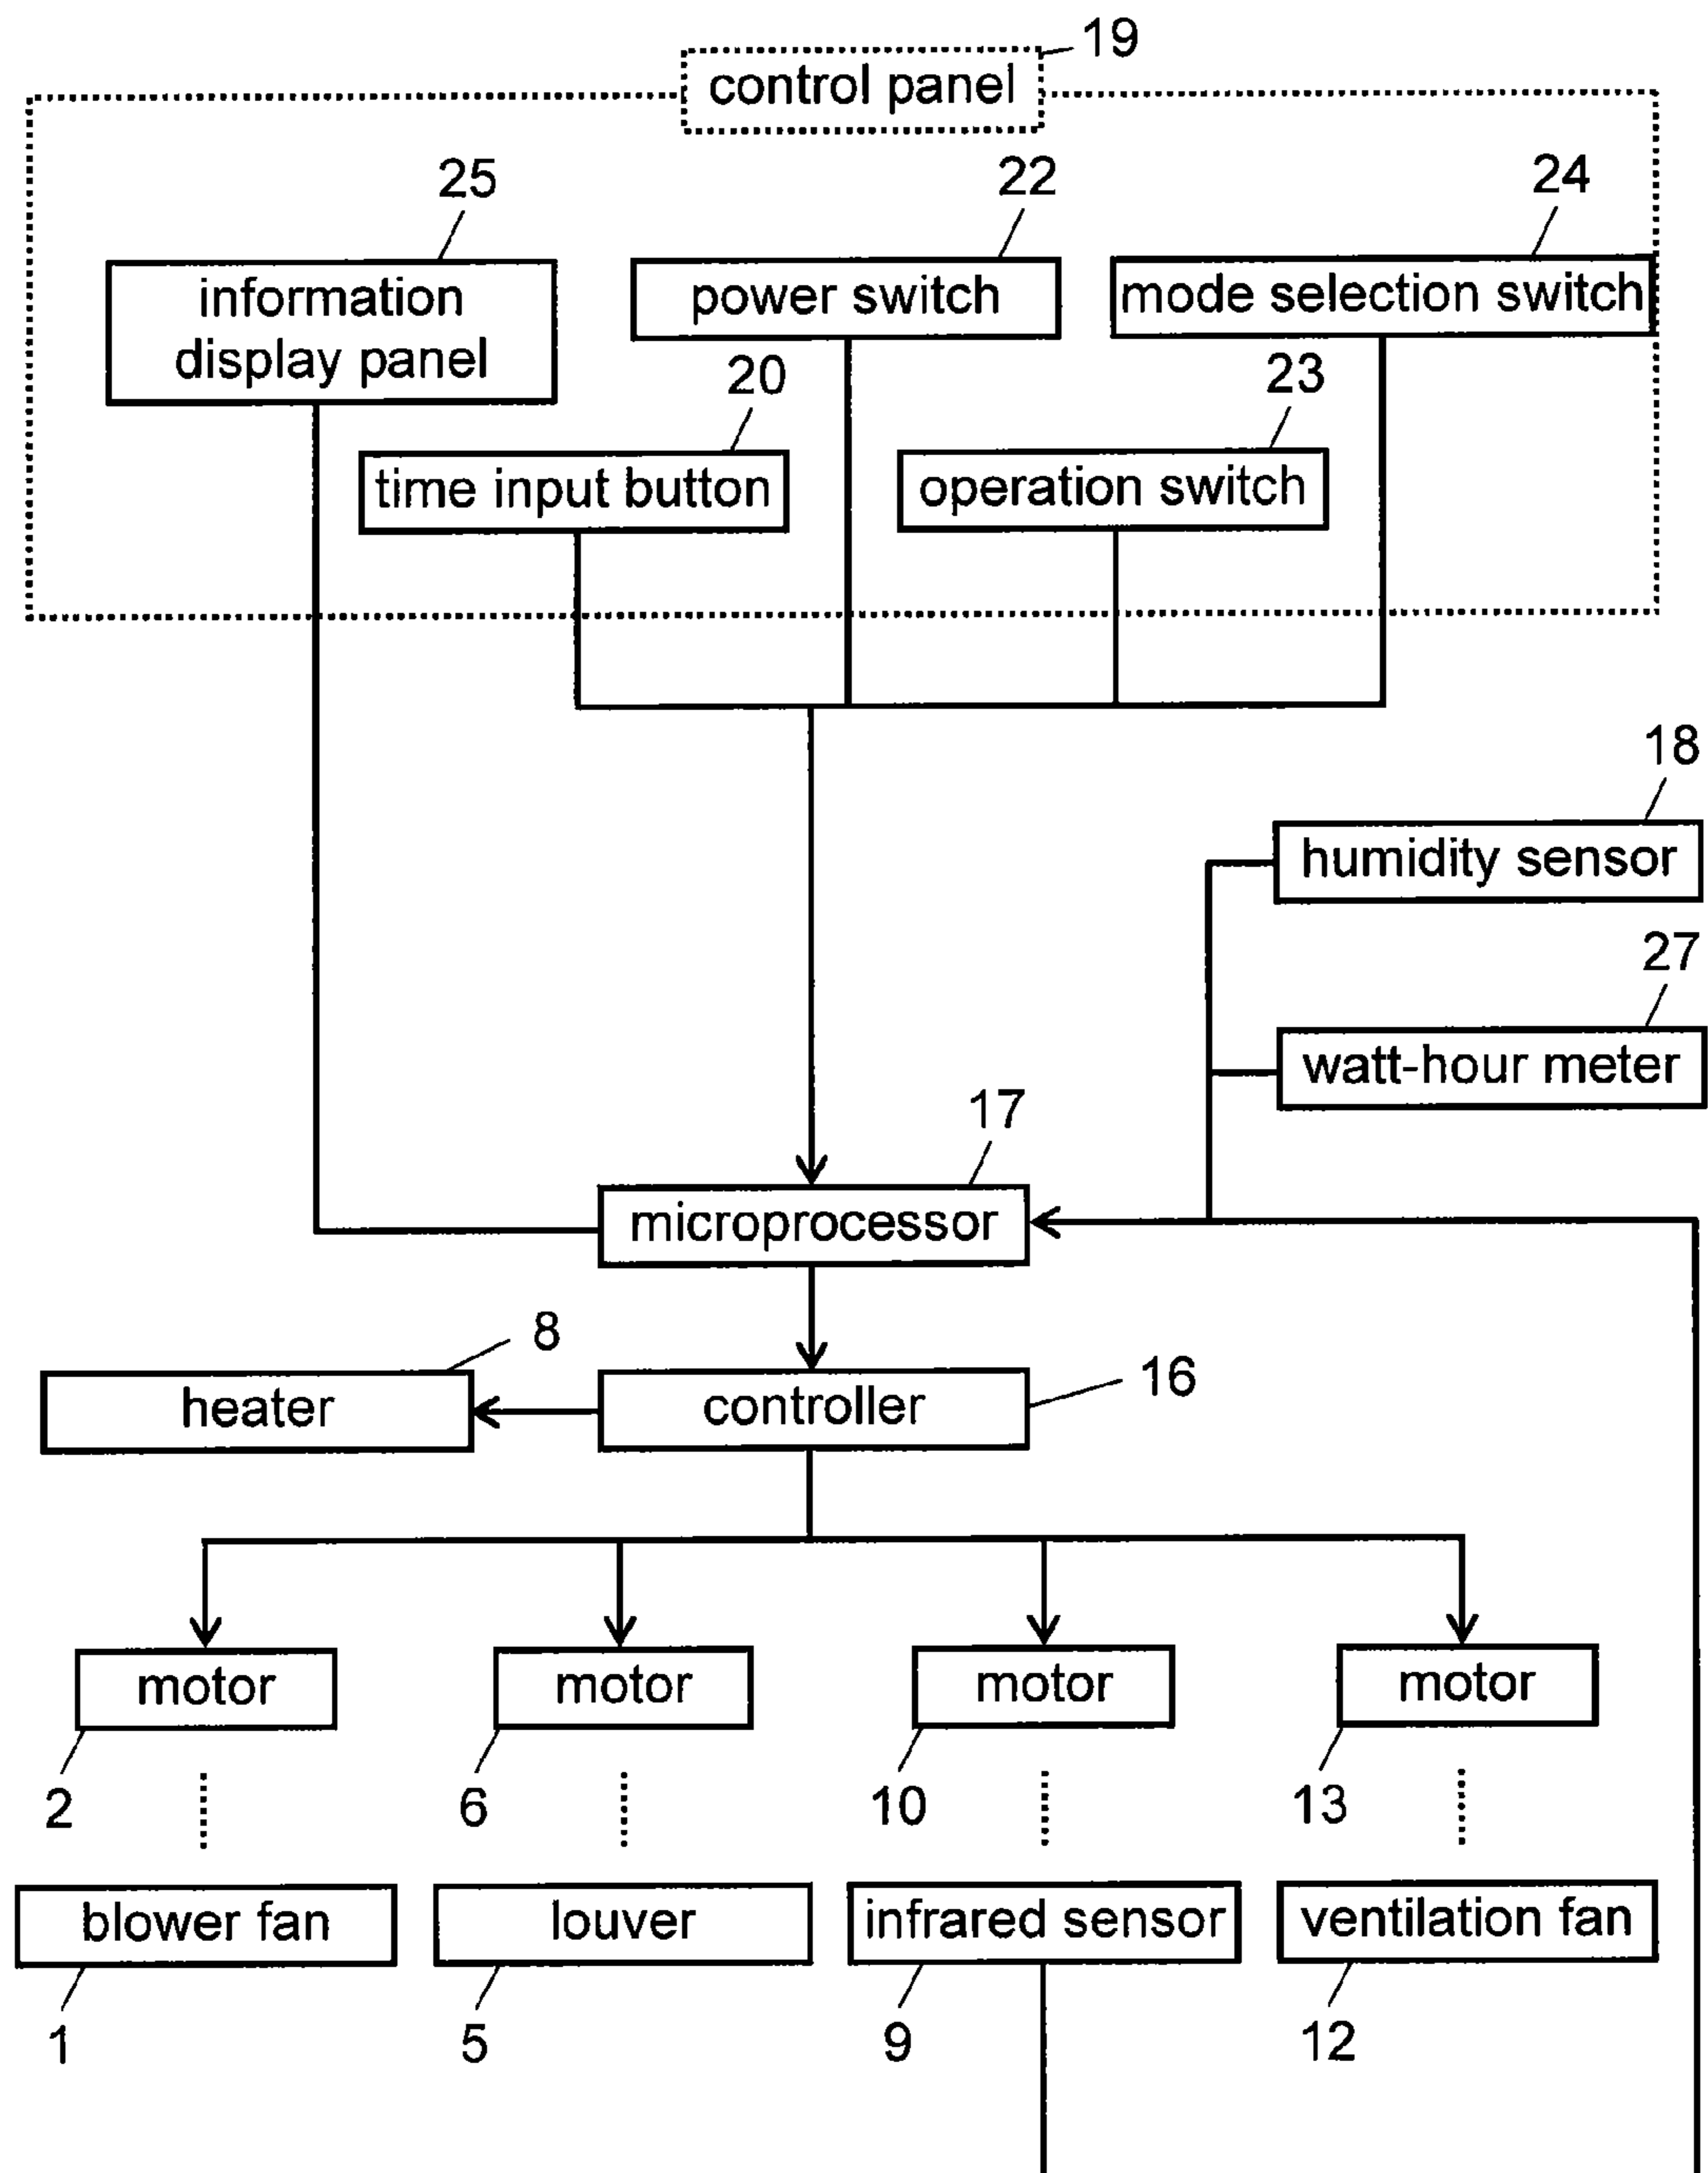 19
control panel
25
22
24
information
display panel
power switch
mode selection switch
20
23
time input button
operation switch
18
humidity sensor
27
watt-hour meter
17
microprocessor
8
heater
controller
16
motor
motor
motor
motor
2
6
10
13
blower fan
louver
infrared sensor
ventilation fan
1
5
9
12